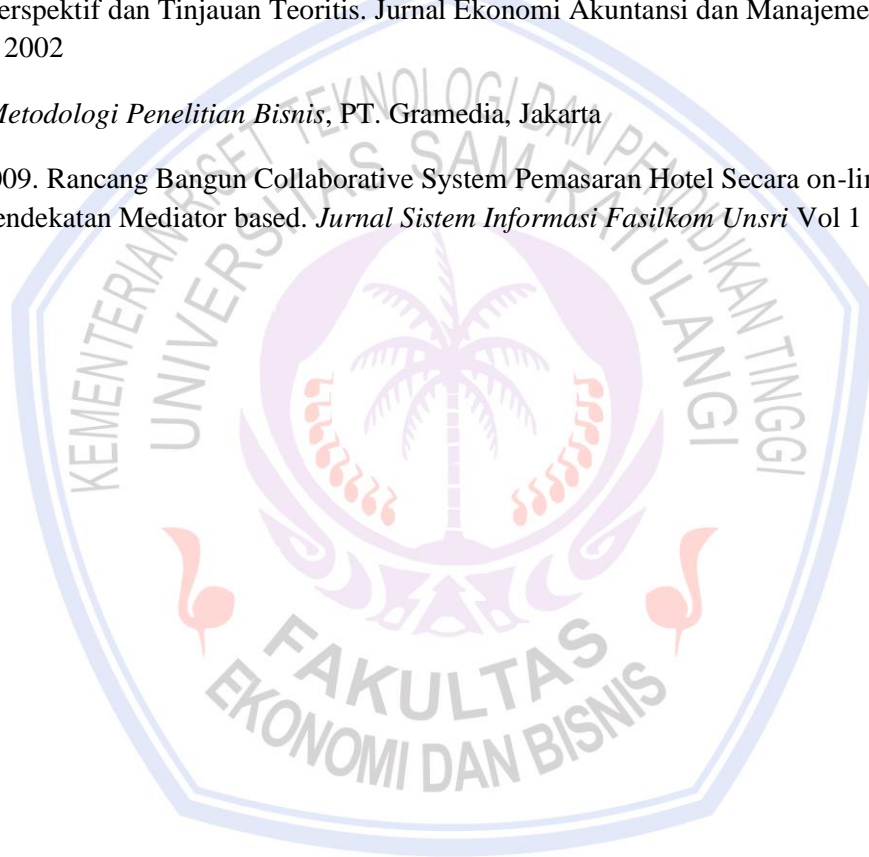 erspektif dan Tinjauan Teoritis. Jurnal Ekonomi Akuntansi dan Manajeme
2002
Metodologi Penelitian Bisnis, PT. Gramedia, Jakarta
009. Rancang Bangun Collaborative System Pemasaran Hotel Secara on-lin
endekatan Mediator based. Jurnal Sistem Informasi Fasilkom Unsri Vol 1
KEMENTERIAN RISET TEKNOLOGI DAN PENDIDIKAN TINGGI
UNIVERSITAS SAM RATULANGI
FAKULTAS
EKONOMI DAN BISNIS